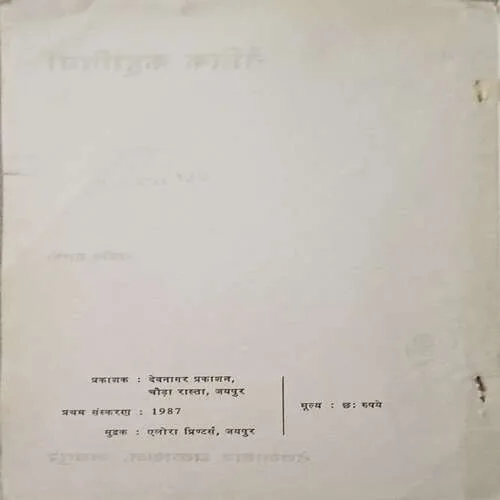 प्रकाशक : देवनागर प्रकाशन,
चौड़ा रास्ता, जयपुर
प्रथम संस्करण : 1987
मुद्रक : एलोरा प्रिण्टर्स, जयपुर
मूल्य : छः रुपये